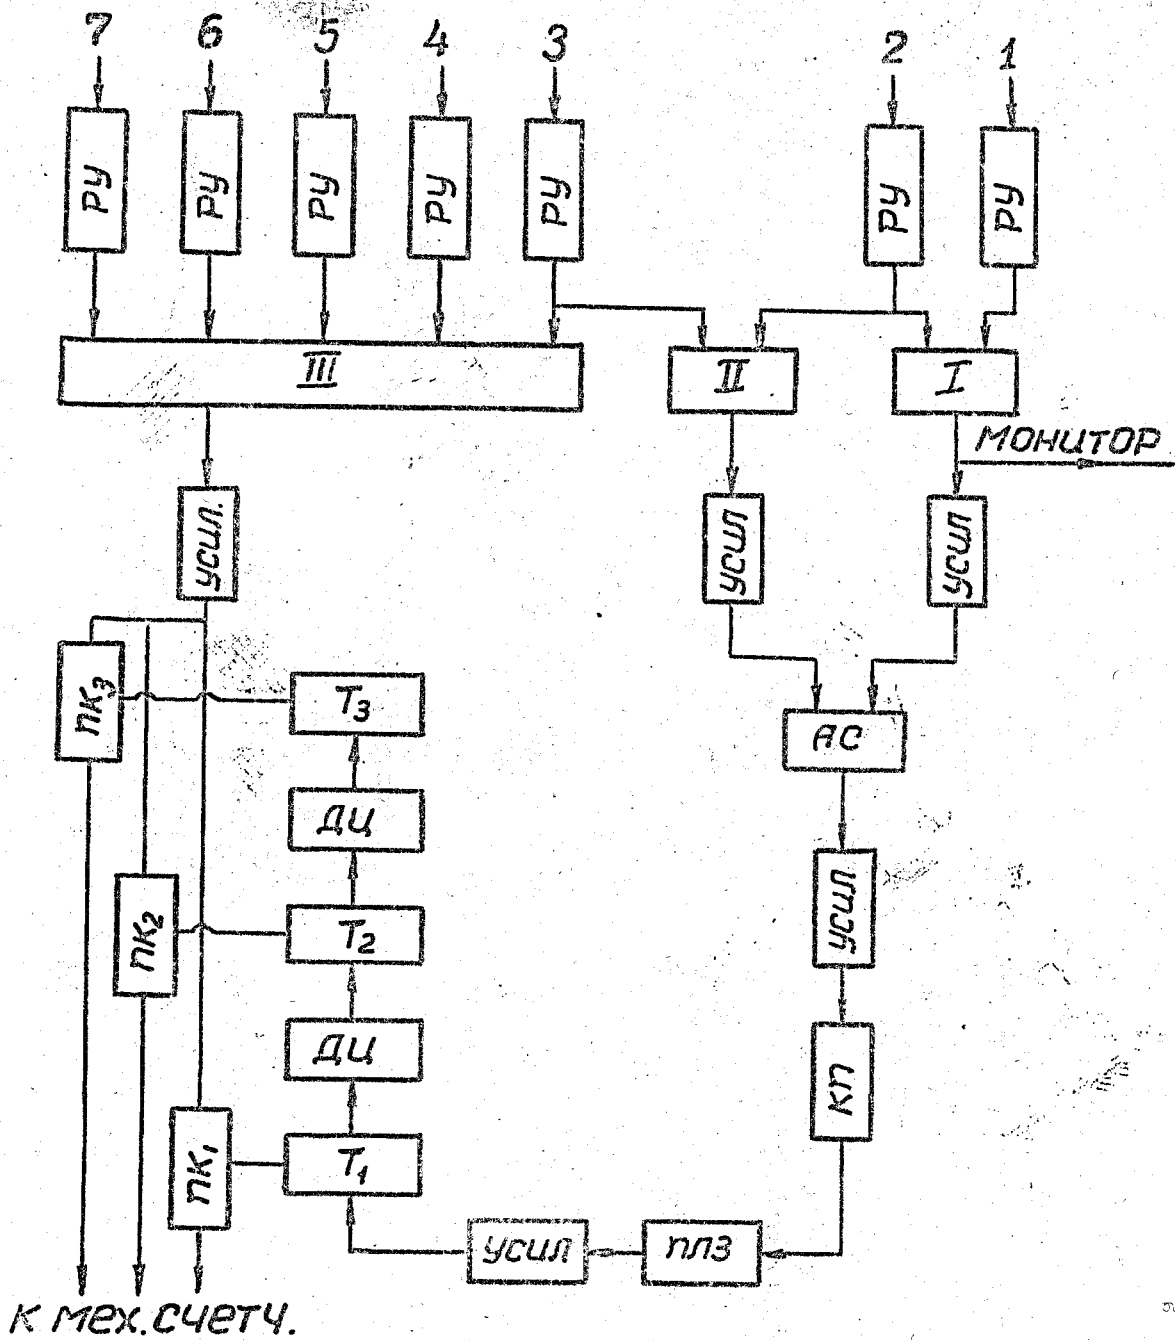 7 6 5 4 3 2 1
РУ РУ РУ РУ РУ РУ РУ
III II I
МОНИТОР
УСИЛ. УСИЛ УСИЛ
ПК3 Т3 АС
ДЦ
УСИЛ
ПК2 Т2
ДЦ КП
ПК1 Т1
УСИЛ ПЛЗ
К МЕХ. СЧЕТЧ.